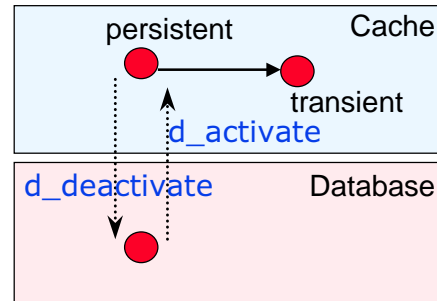 persistent
Cache
transient
d_activate
d_deactivate
Database